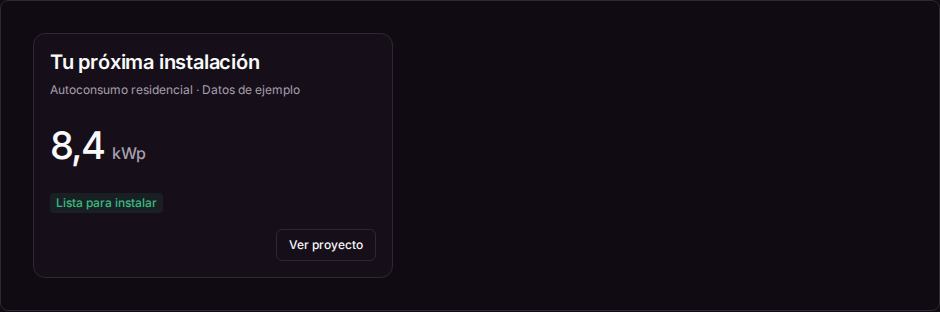 Tu próxima instalación
Autoconsumo residencial · Datos de ejemplo
8,4 kWp
Lista para instalar
Ver proyecto